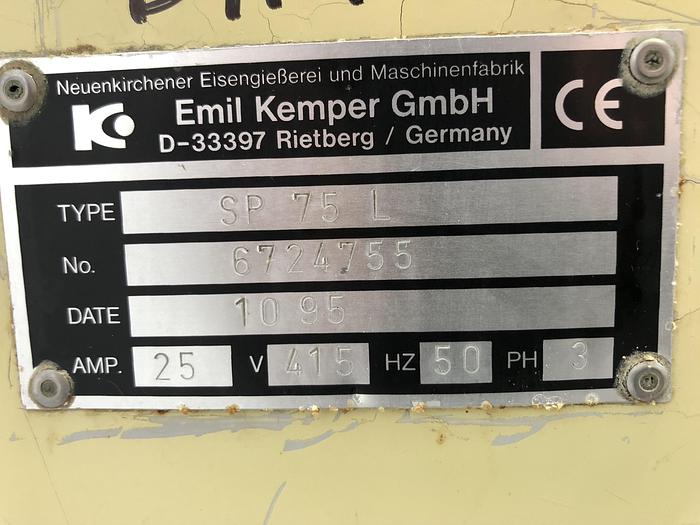 Neuenkirchener Eisengießerei und Maschinenfabrik
Emil Kemper GmbH
D-33397 Rietberg / Germany
CE
TYPE SP 75 L
No. 6724755
DATE 10 95
AMP. 25 V 415 HZ 50 PH 3